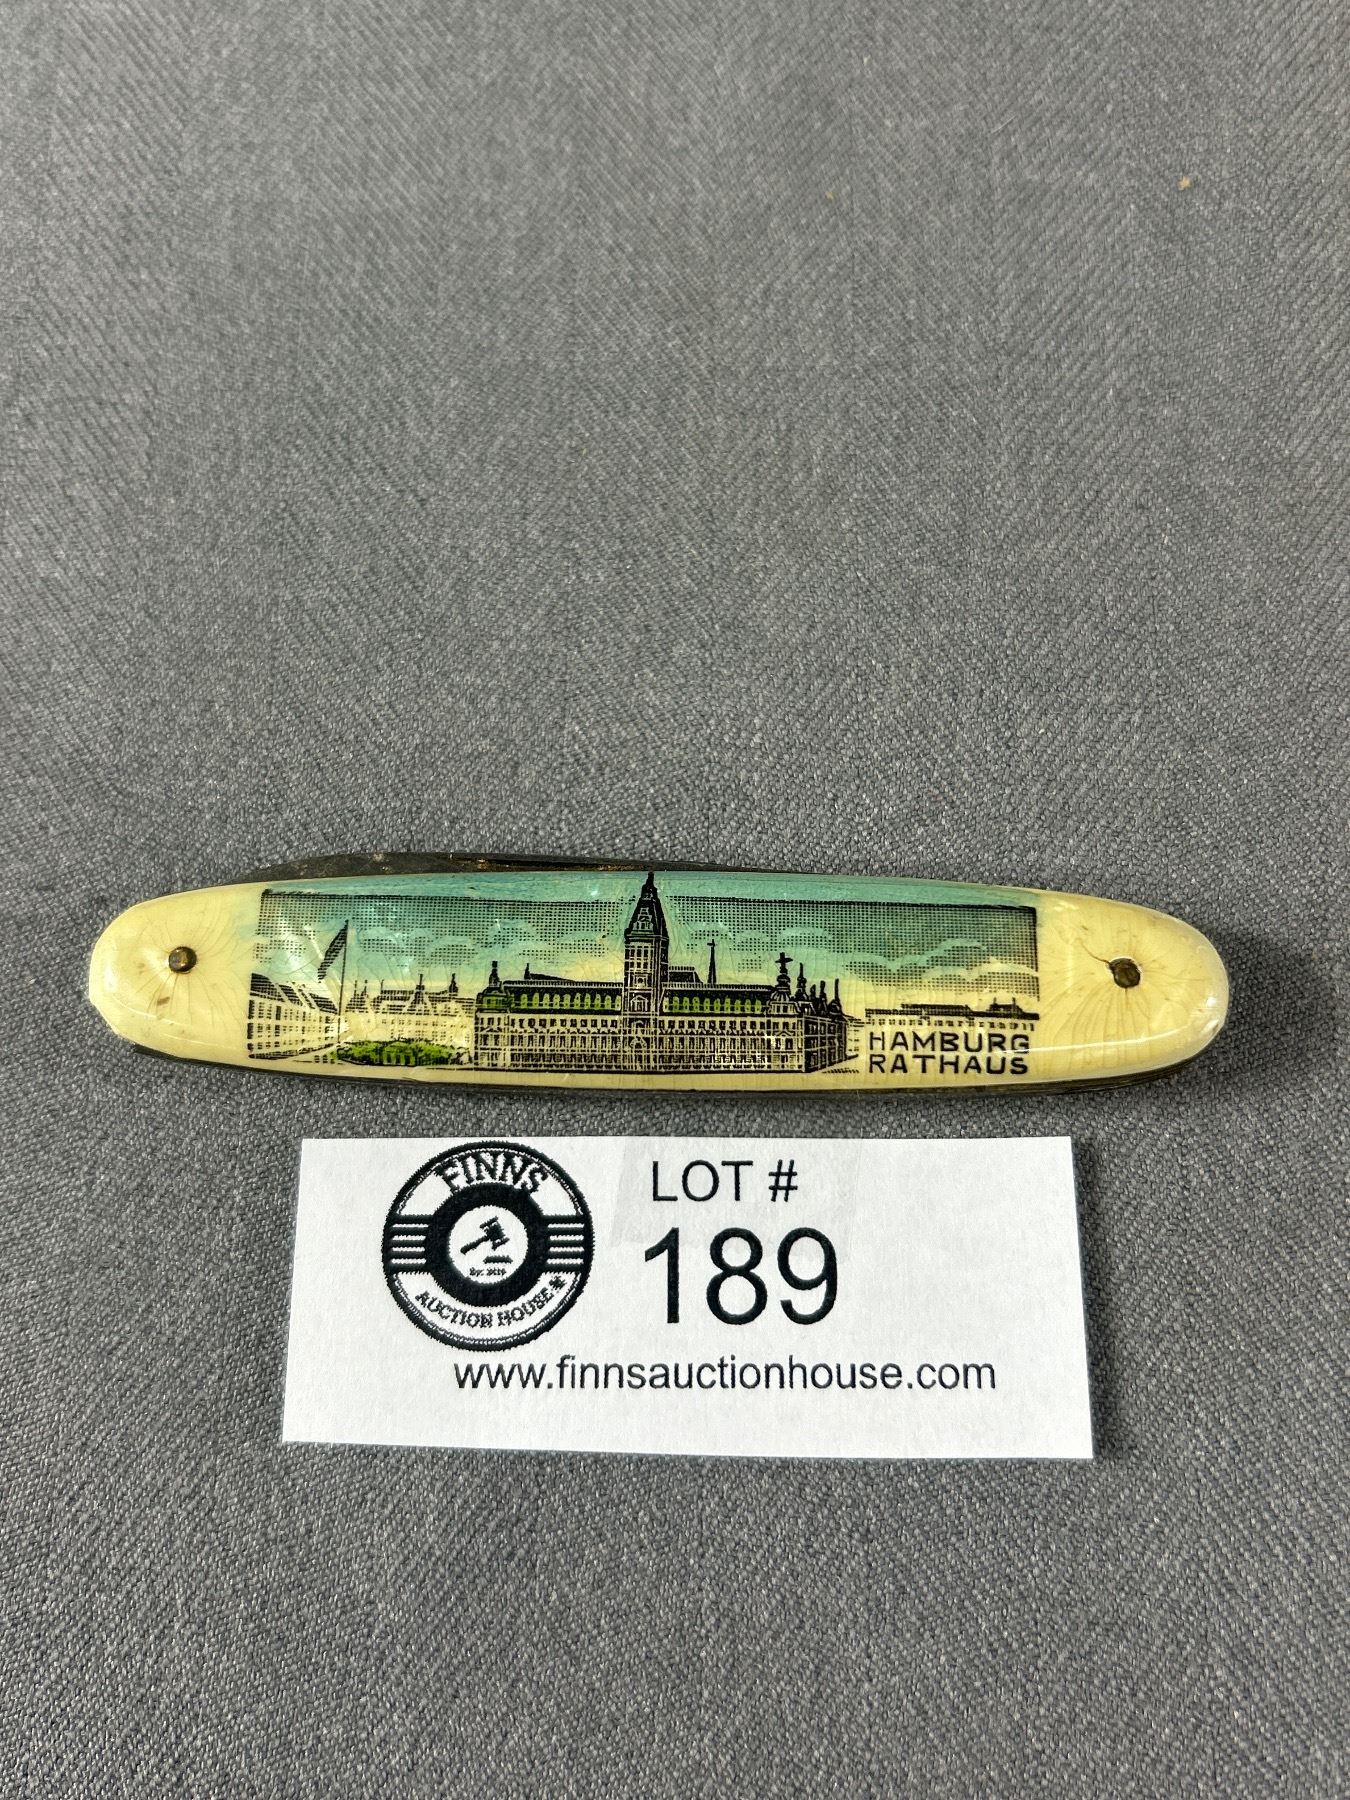 HAMBURG
RATHAUS
FINNS
AUCTION HOUSE
LOT #
189
www.finnsauctionhouse.com